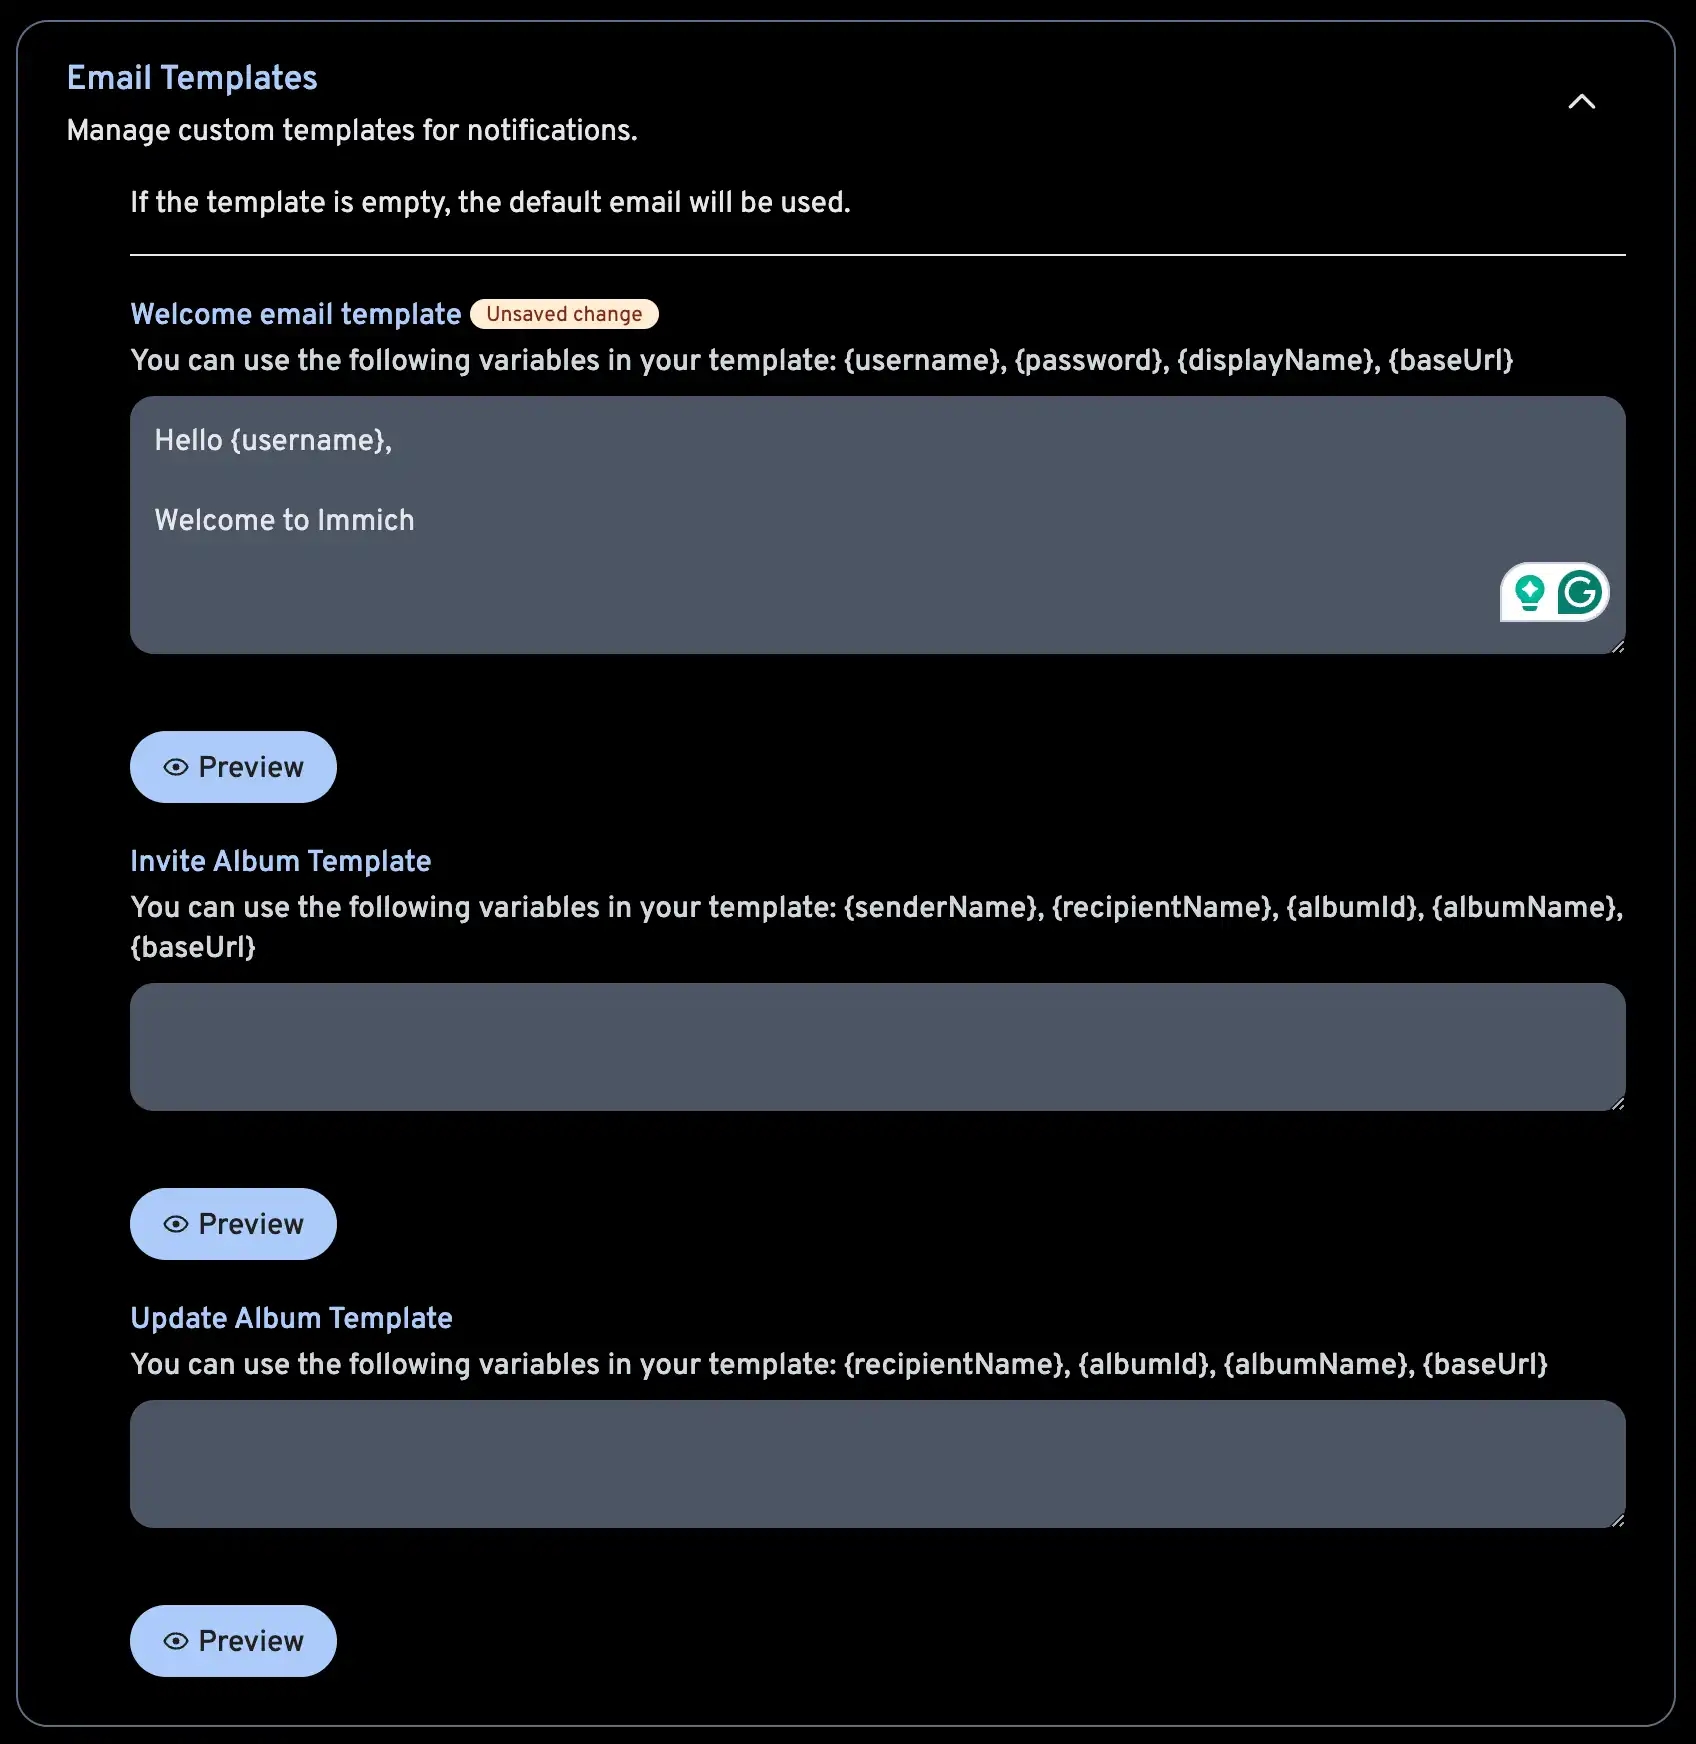 Email Templates
Manage custom templates for notifications.
If the template is empty, the default email will be used.
Welcome email template Unsaved change
You can use the following variables in your template: {username}, {password}, {displayName}, {baseUrl}
Hello {username},
Welcome to Immich
Preview
Invite Album Template
You can use the following variables in your template: {senderName}, {recipientName}, {albumId}, {albumName},
{baseUrl}
Preview
Update Album Template
You can use the following variables in your template: {recipientName}, {albumId}, {albumName}, {baseUrl}
Preview